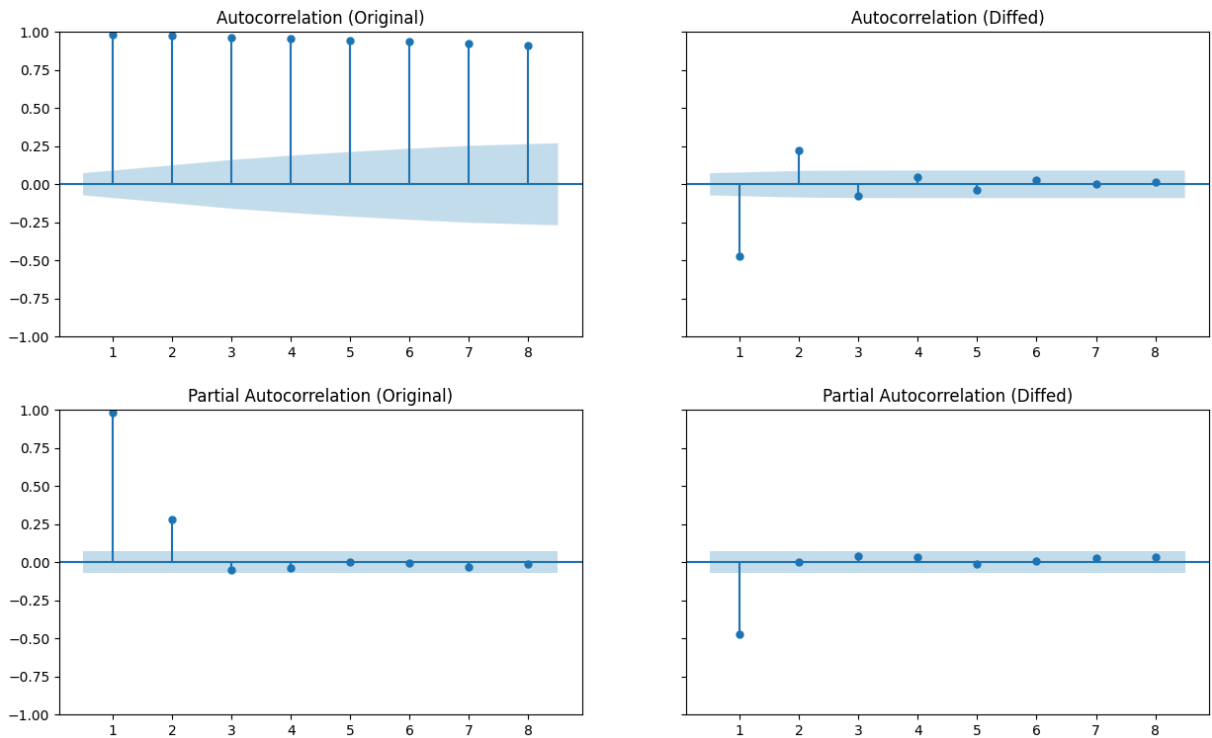 Autocorrelation (Original)
1.00
0.75
0.50
0.25
0.00
−0.25
−0.50
−0.75
−1.00
1 2 3 4 5 6 7 8
Autocorrelation (Diffed)
1 2 3 4 5 6 7 8
Partial Autocorrelation (Original)
1.00
0.75
0.50
0.25
0.00
−0.25
−0.50
−0.75
−1.00
1 2 3 4 5 6 7 8
Partial Autocorrelation (Diffed)
1 2 3 4 5 6 7 8